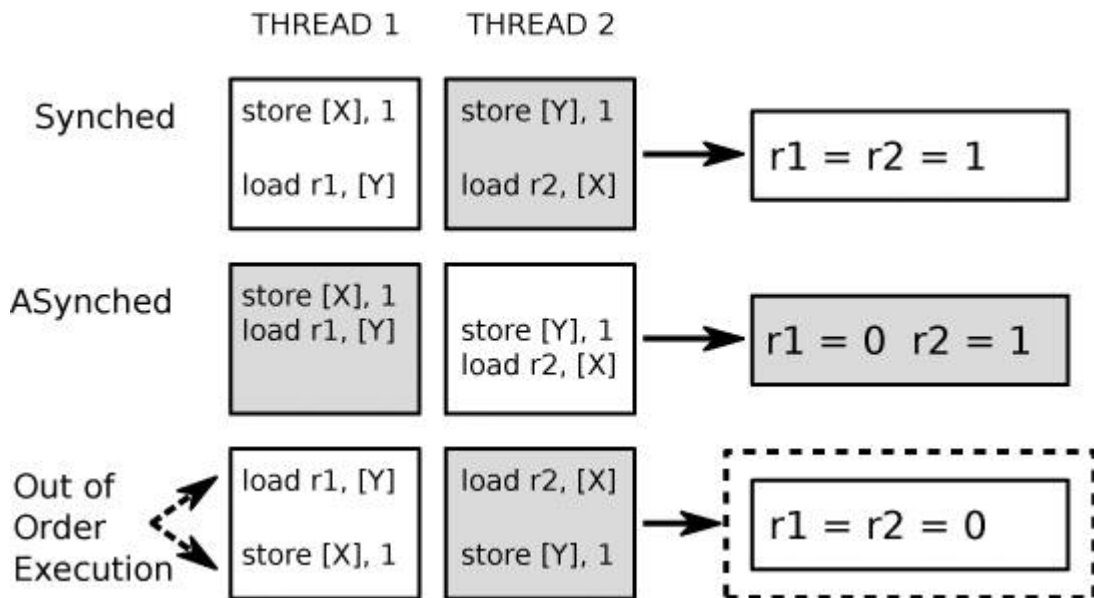 THREAD 1 THREAD 2
Synched
store [X], 1
load r1, [Y]
store [Y], 1
load r2, [X]
r1 = r2 = 1
ASynched
store [X], 1
load r1, [Y]
store [Y], 1
load r2, [X]
r1 = 0 r2 = 1
Out of
Order
Execution
load r1, [Y]
store [X], 1
load r2, [X]
store [Y], 1
r1 = r2 = 0